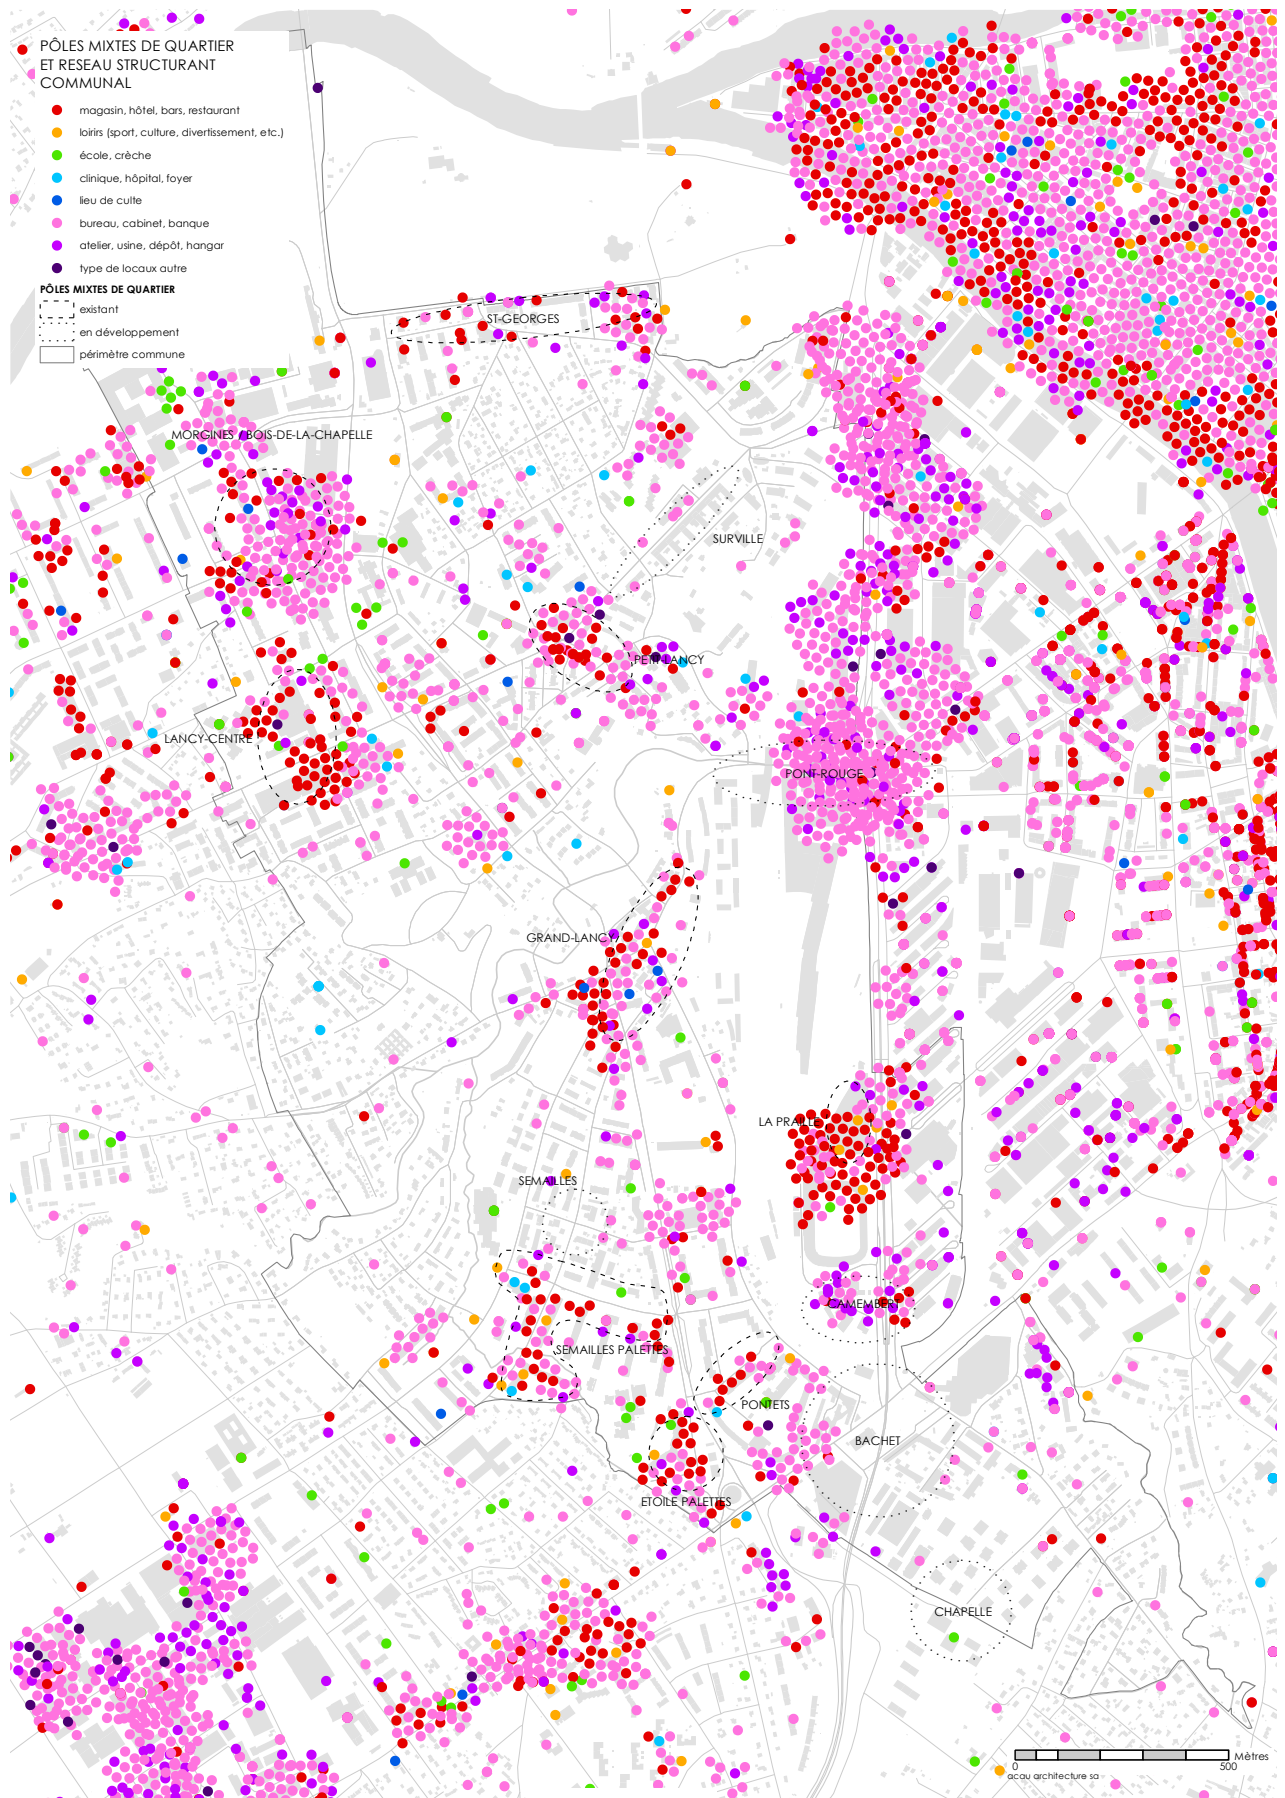 PÔLES MIXTES DE QUARTIER
ET RESEAU STRUCTURANT
COMMUNAL
magasin, hôtel, bars, restaurant
loirirs (sport, culture, divertissement, etc.)
école, crèche
clinique, hôpital, foyer
lieu de culte
bureau, cabinet, banque
atelier, usine, dépôt, hangar
type de locaux autre
PÔLES MIXTES DE QUARTIER
existant
en développement
périmètre commune
ST-GEORGES
MORGINES / BOIS-DE-LA-CHAPELLE
SURVILLE
PETIT-LANCY
LANCY-CENTRE
PONT-ROUGE
GRAND-LANCY
LA PRAILLE
SEMAILLES
CAMEMBERT
SEMAILLES PALETTES
PONTETS
BACHET
ETOILE PALETTES
CHAPELLE
Mètres
0 500
acau architecture sa